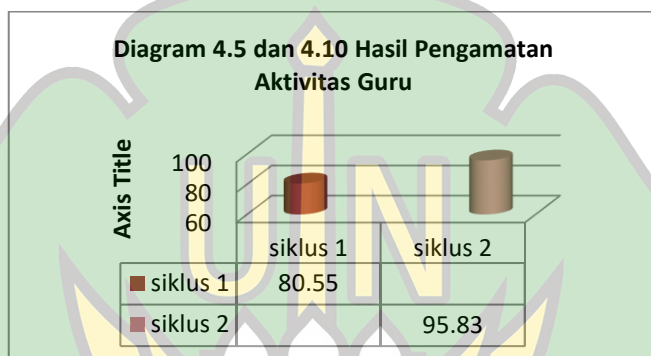 Diagram 4.5 dan 4.10 Hasil Pengamatan
Aktivitas Guru
Axis Title
100
80
60
siklus 1 siklus 2
siklus 1 80.55
siklus 2 95.83
UIN